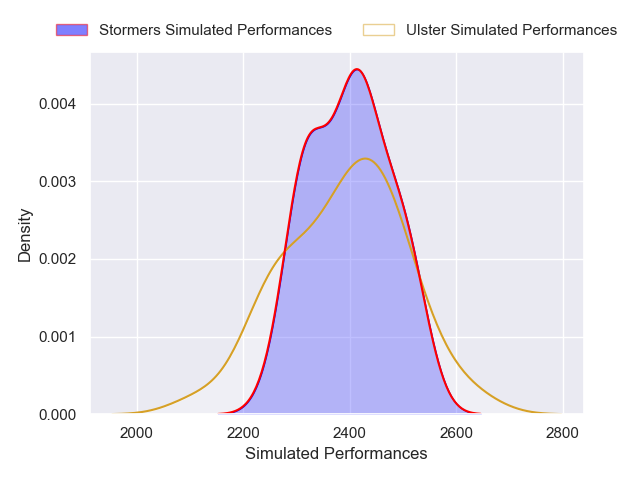 Stormers Simulated Performances
Ulster Simulated Performances
0.004
0.003
0.002
0.001
0.000
Density
2000
2200
2400
2600
2800
Simulated Performances